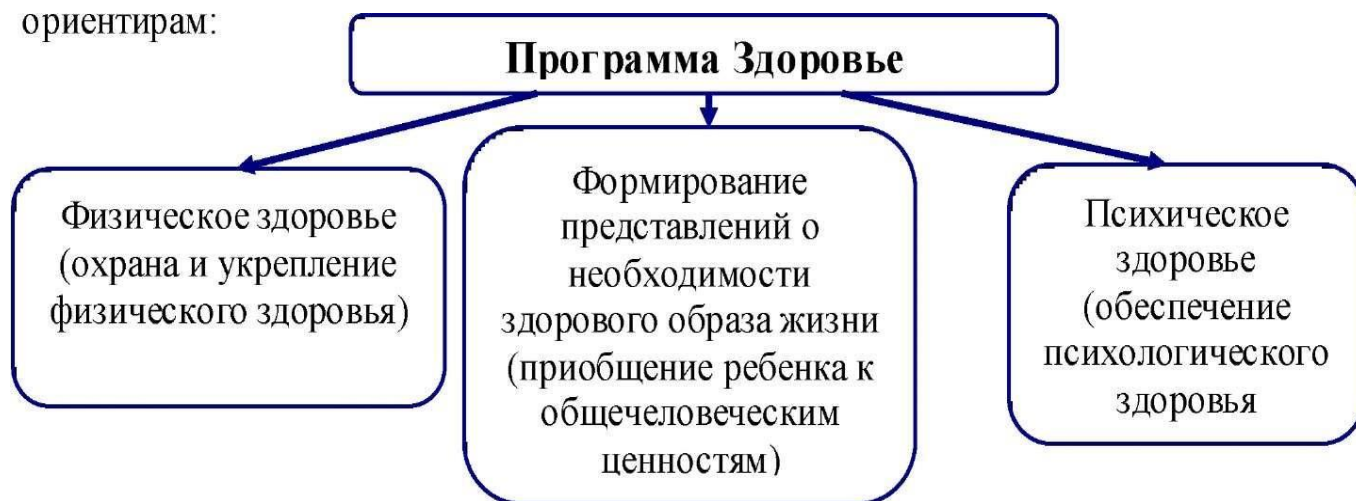 ориентирам:
Программа Здоровье
Физическое здоровье
(охрана и укрепление
физического здоровья)
Формирование
представлений о
необходимости
здорового образа жизни
(приобщение ребенка к
общечеловеческим
ценностям)
Психическое
здоровье
(обеспечение
психологического
здоровья